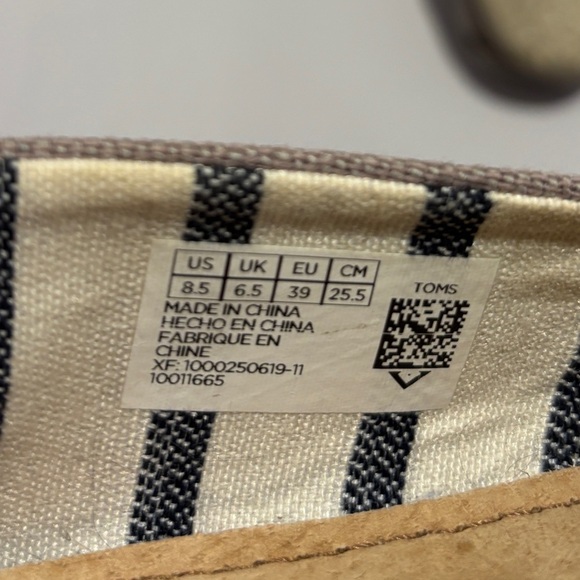 US UK EU CM
8.5 6.5 39 25.5
TOMS
MADE IN CHINA
HECHO EN CHINA
FABRIQUE EN
CHINE
XF: 1000250619-11
10011665